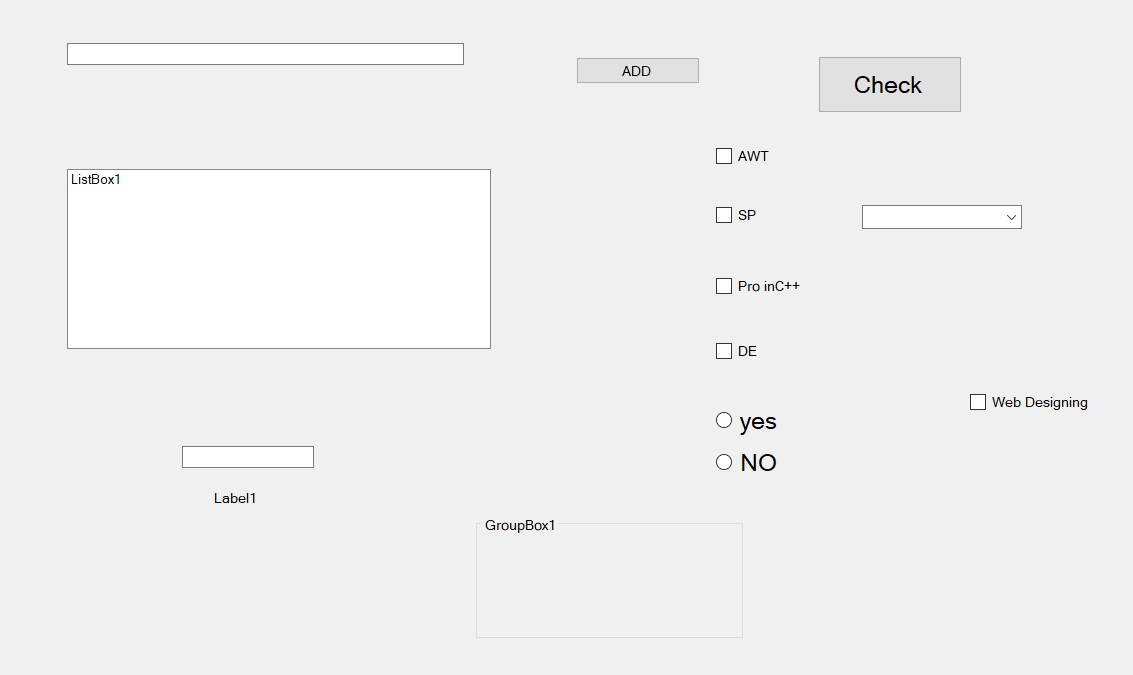 ADD
Check
AWT
ListBox1
SP
Pro inC++
DE
Web Designing
yes
NO
Label1
GroupBox1